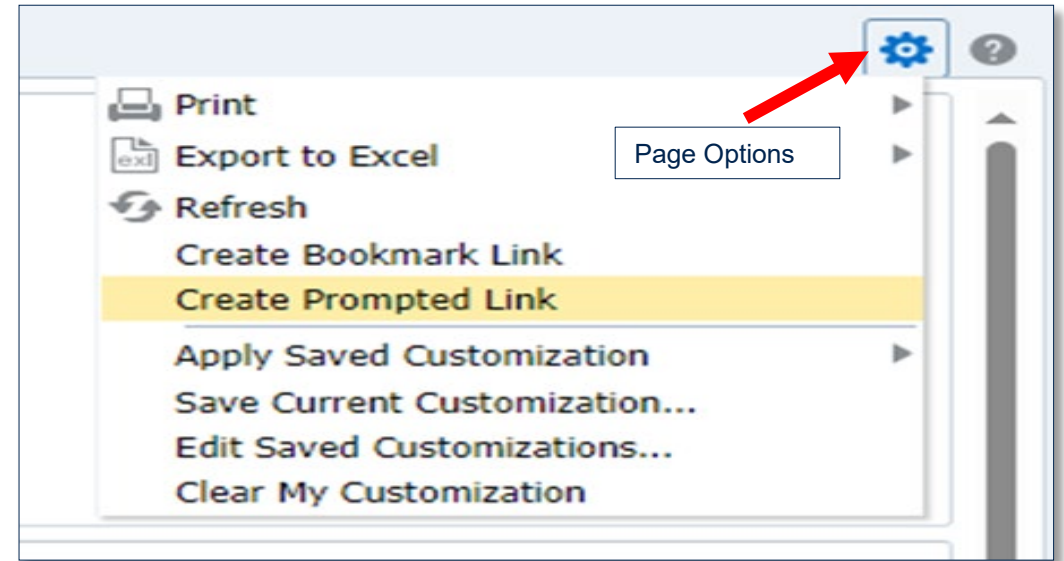 ?
Print
exl
Export to Excel
Page Options
Refresh
Create Bookmark Link
Create Prompted Link
Apply Saved Customization
Save Current Customization...
Edit Saved Customizations...
Clear My Customization